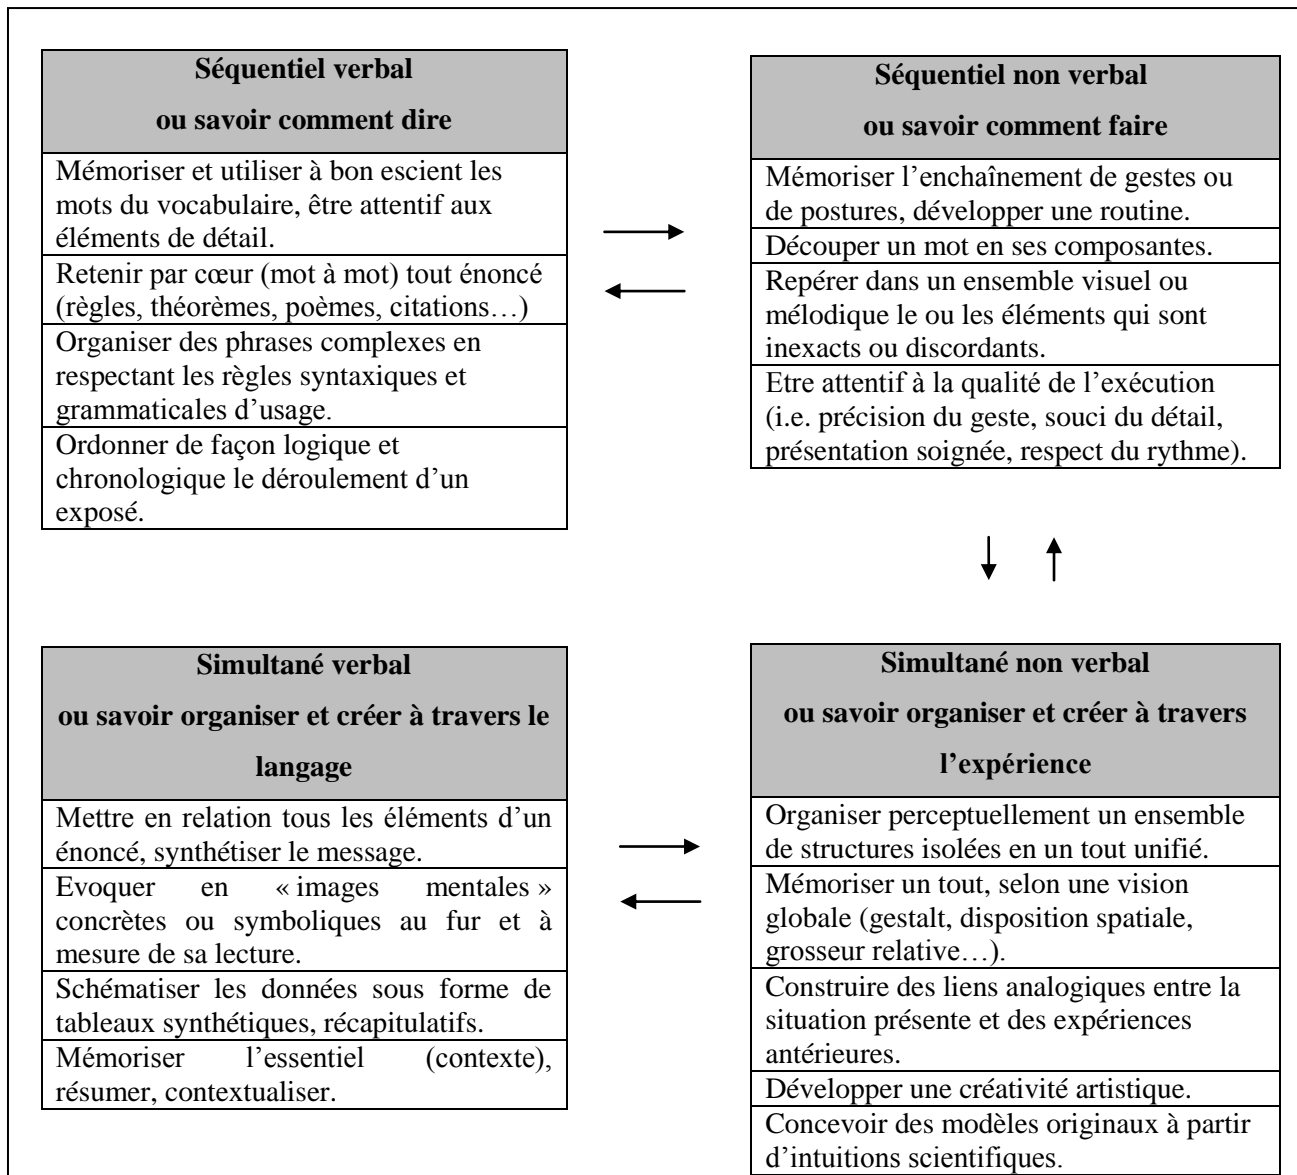 Séquentiel verbal
ou savoir comment dire
Mémoriser et utiliser à bon escient les
mots du vocabulaire, être attentif aux
éléments de détail.
Retenir par cœur (mot à mot) tout énoncé
(règles, théorèmes, poèmes, citations…)
Organiser des phrases complexes en
respectant les règles syntaxiques et
grammaticales d’usage.
Ordonner de façon logique et
chronologique le déroulement d’un
exposé.
Séquentiel non verbal
ou savoir comment faire
Mémoriser l’enchaînement de gestes ou
de postures, développer une routine.
Découper un mot en ses composantes.
Repérer dans un ensemble visuel ou
mélodique le ou les éléments qui sont
inexacts ou discordants.
Etre attentif à la qualité de l’exécution
(i.e. précision du geste, souci du détail,
présentation soignée, respect du rythme).
Simultané verbal
ou savoir organiser et créer à travers le
langage
Mettre en relation tous les éléments d’un
énoncé, synthétiser le message.
Evoquer en « images mentales »
concrètes ou symboliques au fur et à
mesure de sa lecture.
Schématiser les données sous forme de
tableaux synthétiques, récapitulatifs.
Mémoriser l’essentiel (contexte),
résumer, contextualiser.
Simultané non verbal
ou savoir organiser et créer à travers
l’expérience
Organiser perceptuellement un ensemble
de structures isolées en un tout unifié.
Mémoriser un tout, selon une vision
globale (gestalt, disposition spatiale,
grosseur relative…).
Construire des liens analogiques entre la
situation présente et des expériences
antérieures.
Développer une créativité artistique.
Concevoir des modèles originaux à partir
d’intuitions scientifiques.